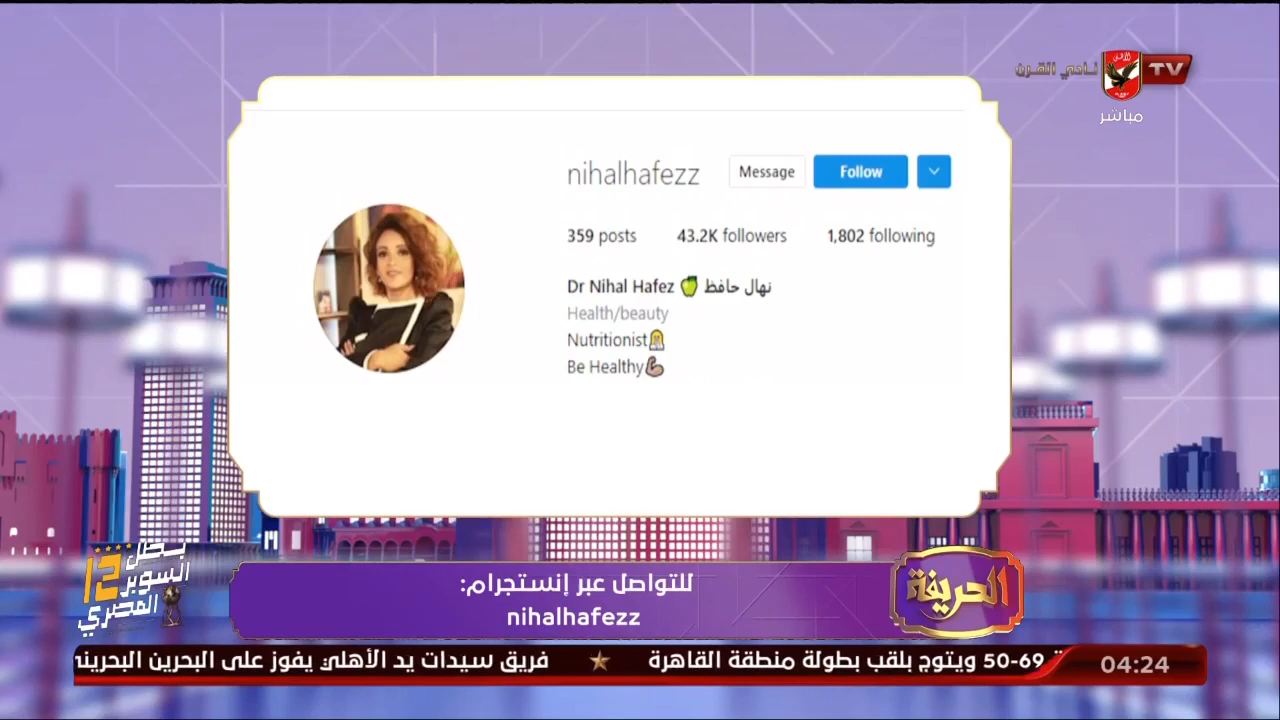 نادي القرن
TV
مباشر
nihalhafezz Message Follow
359 posts 43.2K followers 1,802 following
Dr Nihal Hafez نهال حافظ
Health/beauty
Nutritionist
Be Healthy
بطل
السوبر 12
المصري
للتواصل عبر إنستجرام:
nihalhafezz
الحريفة
50-69 ويتوج بلقب بطولة منطقة القاهرة ★ فريق سيدات يد الأهلي يفوز على البحرين
04:24